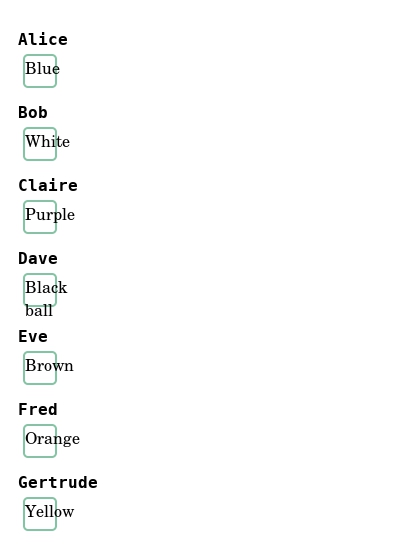 Alice
Blue
Bob
White
Claire
Purple
Dave
Black
ball
Eve
Brown
Fred
Orange
Gertrude
Yellow